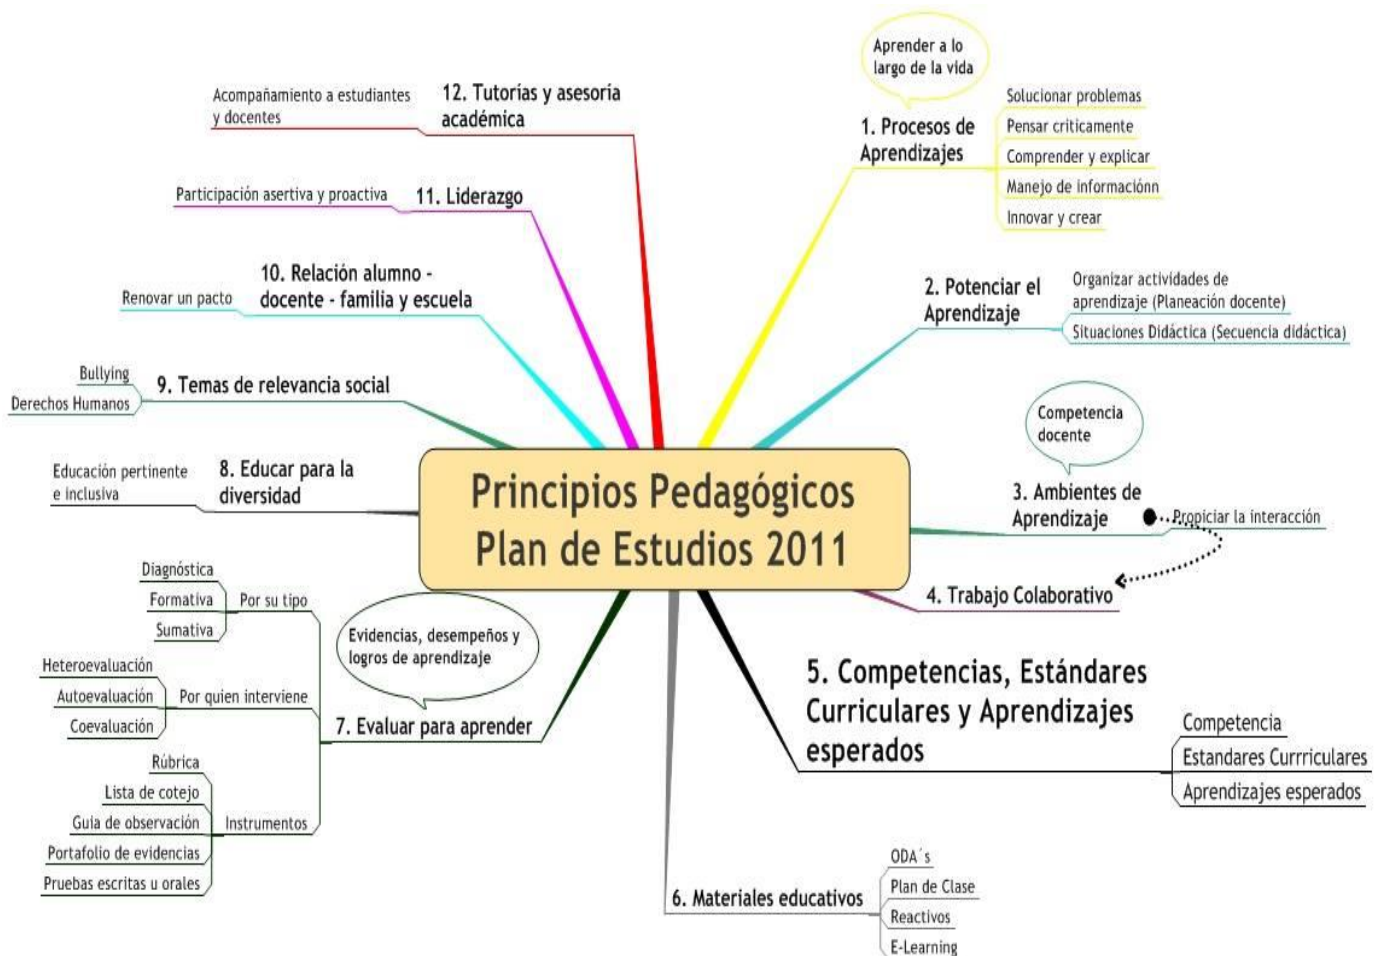 Principios Pedagógicos
Plan de Estudios 2011
Aprender a lo
largo de la vida
1. Procesos de
Aprendizajes
Solucionar problemas
Pensar criticamente
Comprender y explicar
Manejo de informaciónn
Innovar y crear
2. Potenciar el
Aprendizaje
Organizar actividades de
aprendizaje (Planeación docente)
Situaciones Didáctica (Secuencia didáctica)
Competencia
docente
3. Ambientes de
Aprendizaje
Propiciar la interacción
4. Trabajo Colaborativo
5. Competencias, Estándares
Curriculares y Aprendizajes
esperados
Competencia
Estandares Currriculares
Aprendizajes esperados
6. Materiales educativos
ODA´s
Plan de Clase
Reactivos
E-Learning
Evidencias, desempeños y
logros de aprendizaje
7. Evaluar para aprender
Por su tipo
Diagnóstica
Formativa
Sumativa
Por quien interviene
Heteroevaluación
Autoevaluación
Coevaluación
Instrumentos
Rúbrica
Lista de cotejo
Guia de observación
Portafolio de evidencias
Pruebas escritas u orales
8. Educar para la
diversidad
Educación pertinente
e inclusiva
9. Temas de relevancia social
Bullying
Derechos Humanos
10. Relación alumno -
docente - familia y escuela
Renovar un pacto
11. Liderazgo
Participación asertiva y proactiva
12. Tutorías y asesoría
académica
Acompañamiento a estudiantes
y docentes